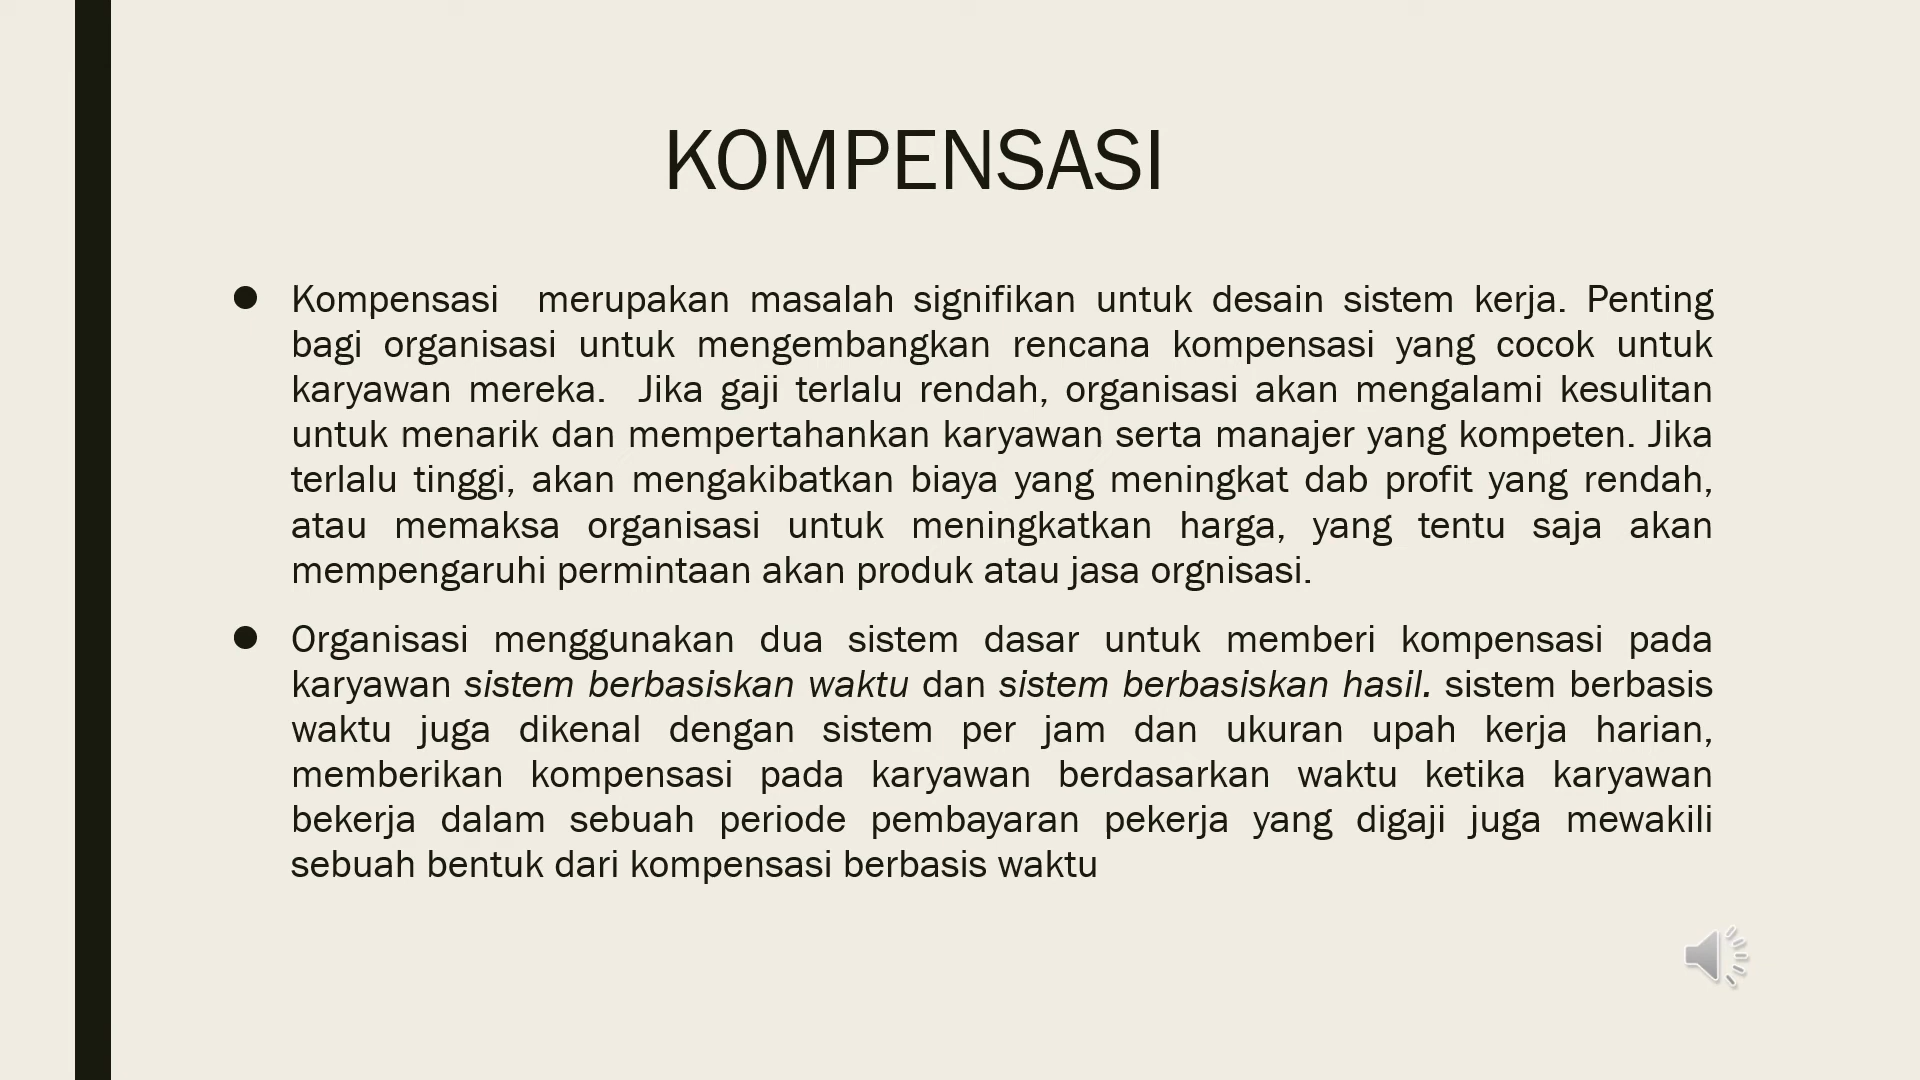 KOMPENSASI
● Kompensasi merupakan masalah signifikan untuk desain sistem kerja. Penting
bagi organisasi untuk mengembangkan rencana kompensasi yang cocok untuk
karyawan mereka. Jika gaji terlalu rendah, organisasi akan mengalami kesulitan
untuk menarik dan mempertahankan karyawan serta manajer yang kompeten. Jika
terlalu tinggi, akan mengakibatkan biaya yang meningkat dab profit yang rendah,
atau memaksa organisasi untuk meningkatkan harga, yang tentu saja akan
mempengaruhi permintaan akan produk atau jasa orgnisasi.
● Organisasi menggunakan dua sistem dasar untuk memberi kompensasi pada
karyawan sistem berbasiskan waktu dan sistem berbasiskan hasil. sistem berbasis
waktu juga dikenal dengan sistem per jam dan ukuran upah kerja harian,
memberikan kompensasi pada karyawan berdasarkan waktu ketika karyawan
bekerja dalam sebuah periode pembayaran pekerja yang digaji juga mewakili
sebuah bentuk dari kompensasi berbasis waktu